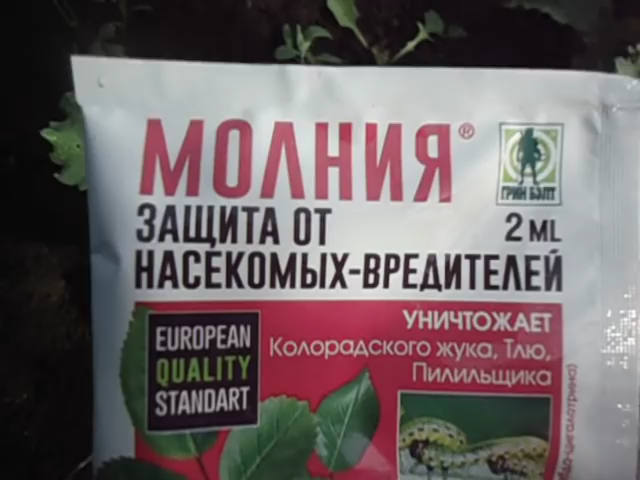 МОЛНИЯ®
ГРИН БЭЛТ
ЗАЩИТА ОТ
2 ML
НАСЕКОМЫХ-ВРЕДИТЕЛЕЙ
УНИЧТОЖАЕТ
Колорадского жука, Тлю,
Пилильщика
EUROPEAN
QUALITY
STANDART